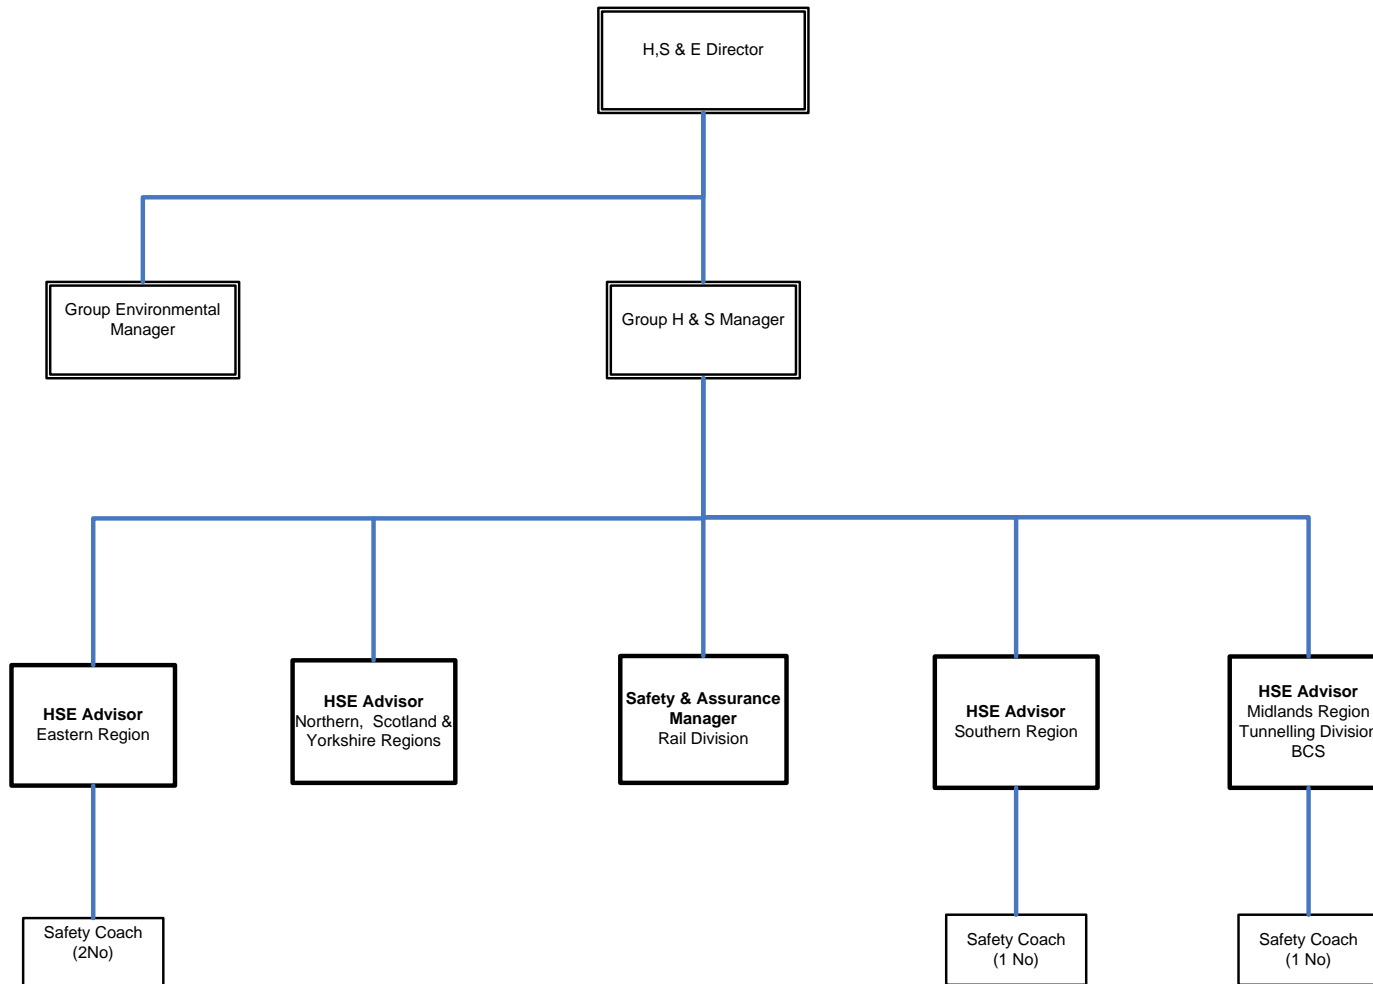 H,S & E Director
Group Environmental
Manager
Group H & S Manager
HSE Advisor
Eastern Region
HSE Advisor
Northern, Scotland &
Yorkshire Regions
Safety & Assurance
Manager
Rail Division
HSE Advisor
Southern Region
HSE Advisor
Midlands Region
Tunnelling Division
BCS
Safety Coach
(2No)
Safety Coach
(1 No)
Safety Coach
(1 No)